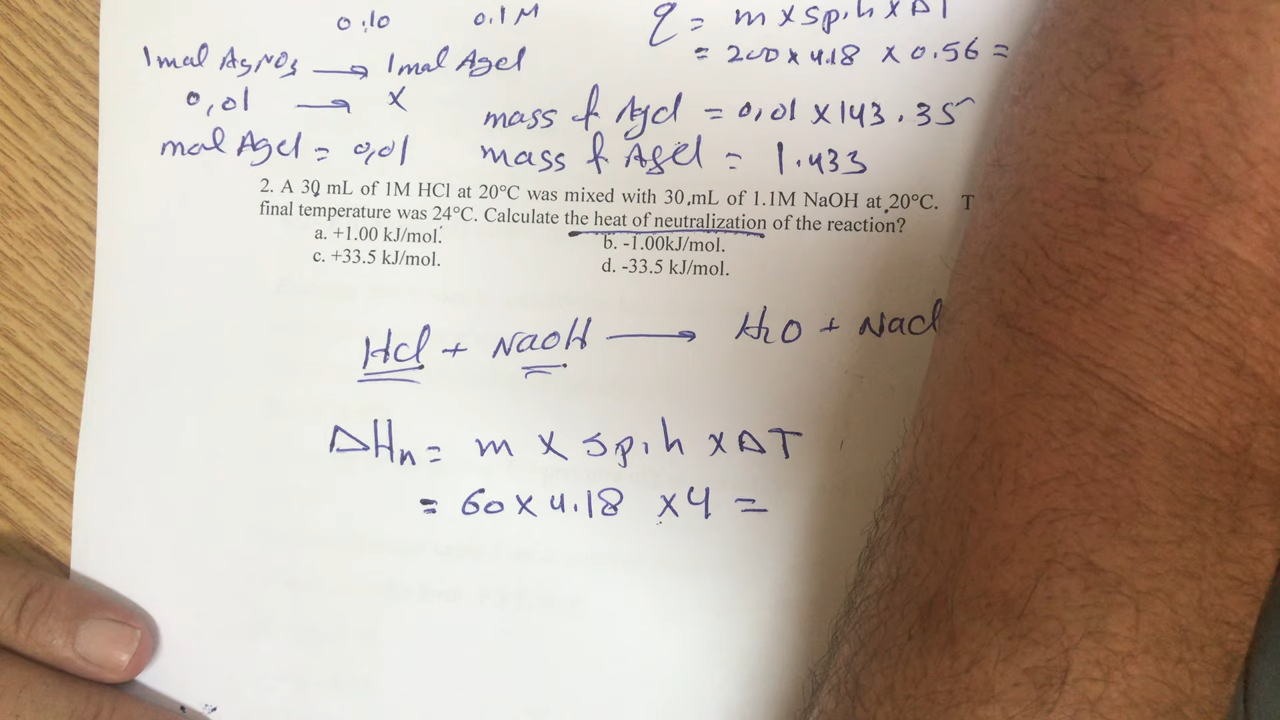 0.10 0.1M
q = m x sp.h x ΔT
1mol AgNO3 → 1mol Agcl
= 200 x 4.18 x 0.56 =
0,01 → x
mass of Agcl = 0,01 x 143.35
mol Agcl = 0,01
mass of Agcl = 1.433
2. A 30 mL of 1M HCl at 20°C was mixed with 30 mL of 1.1M NaOH at 20°C. T
final temperature was 24°C. Calculate the heat of neutralization of the reaction?
a. +1.00 kJ/mol.
b. -1.00kJ/mol.
c. +33.5 kJ/mol.
d. -33.5 kJ/mol.
Hcl + NaOH → H2O + Nacl
ΔHn = m x sp.h x ΔT
= 60 x 4.18 x 4 =